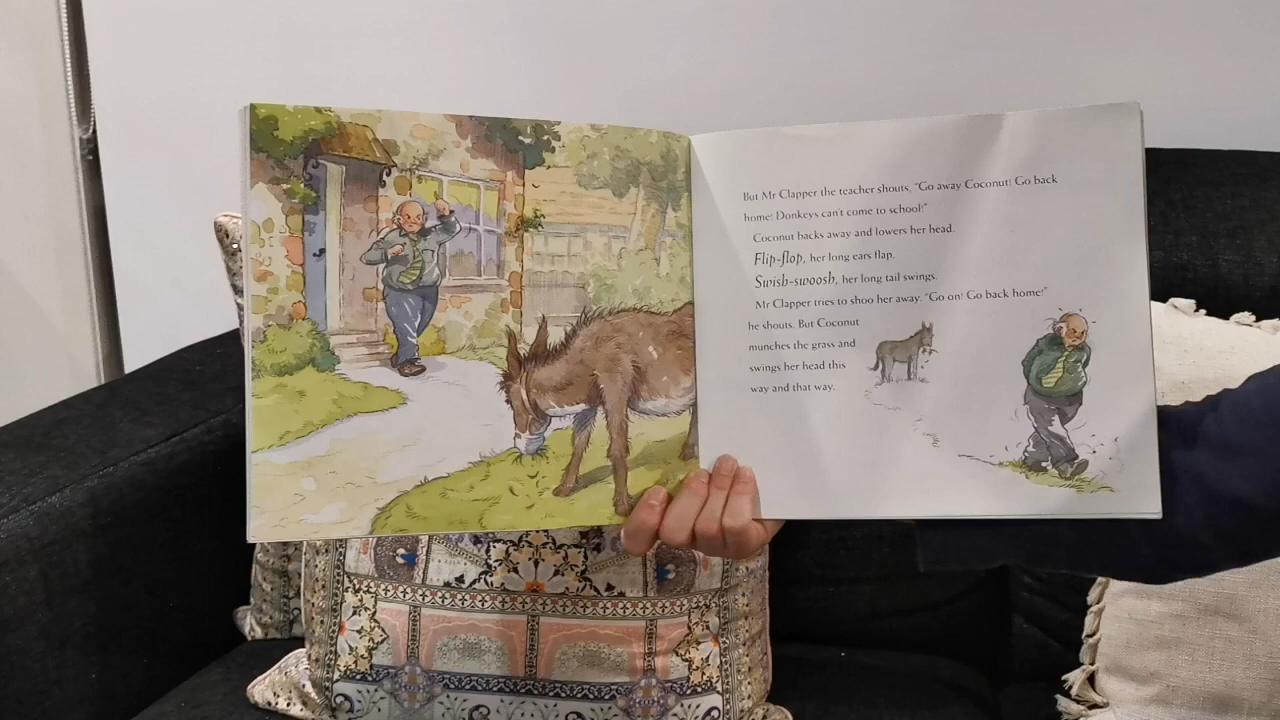 But Mr Clapper the teacher shouts, "Go away Coconut! Go back
home! Donkeys can't come to school!"
Coconut backs away and lowers her head.
Flip-flop, her long ears flap.
Swish-swoosh, her long tail swings.
Mr Clapper tries to shoo her away. "Go on! Go back home!"
he shouts. But Coconut
munches the grass and
swings her head this
way and that way.